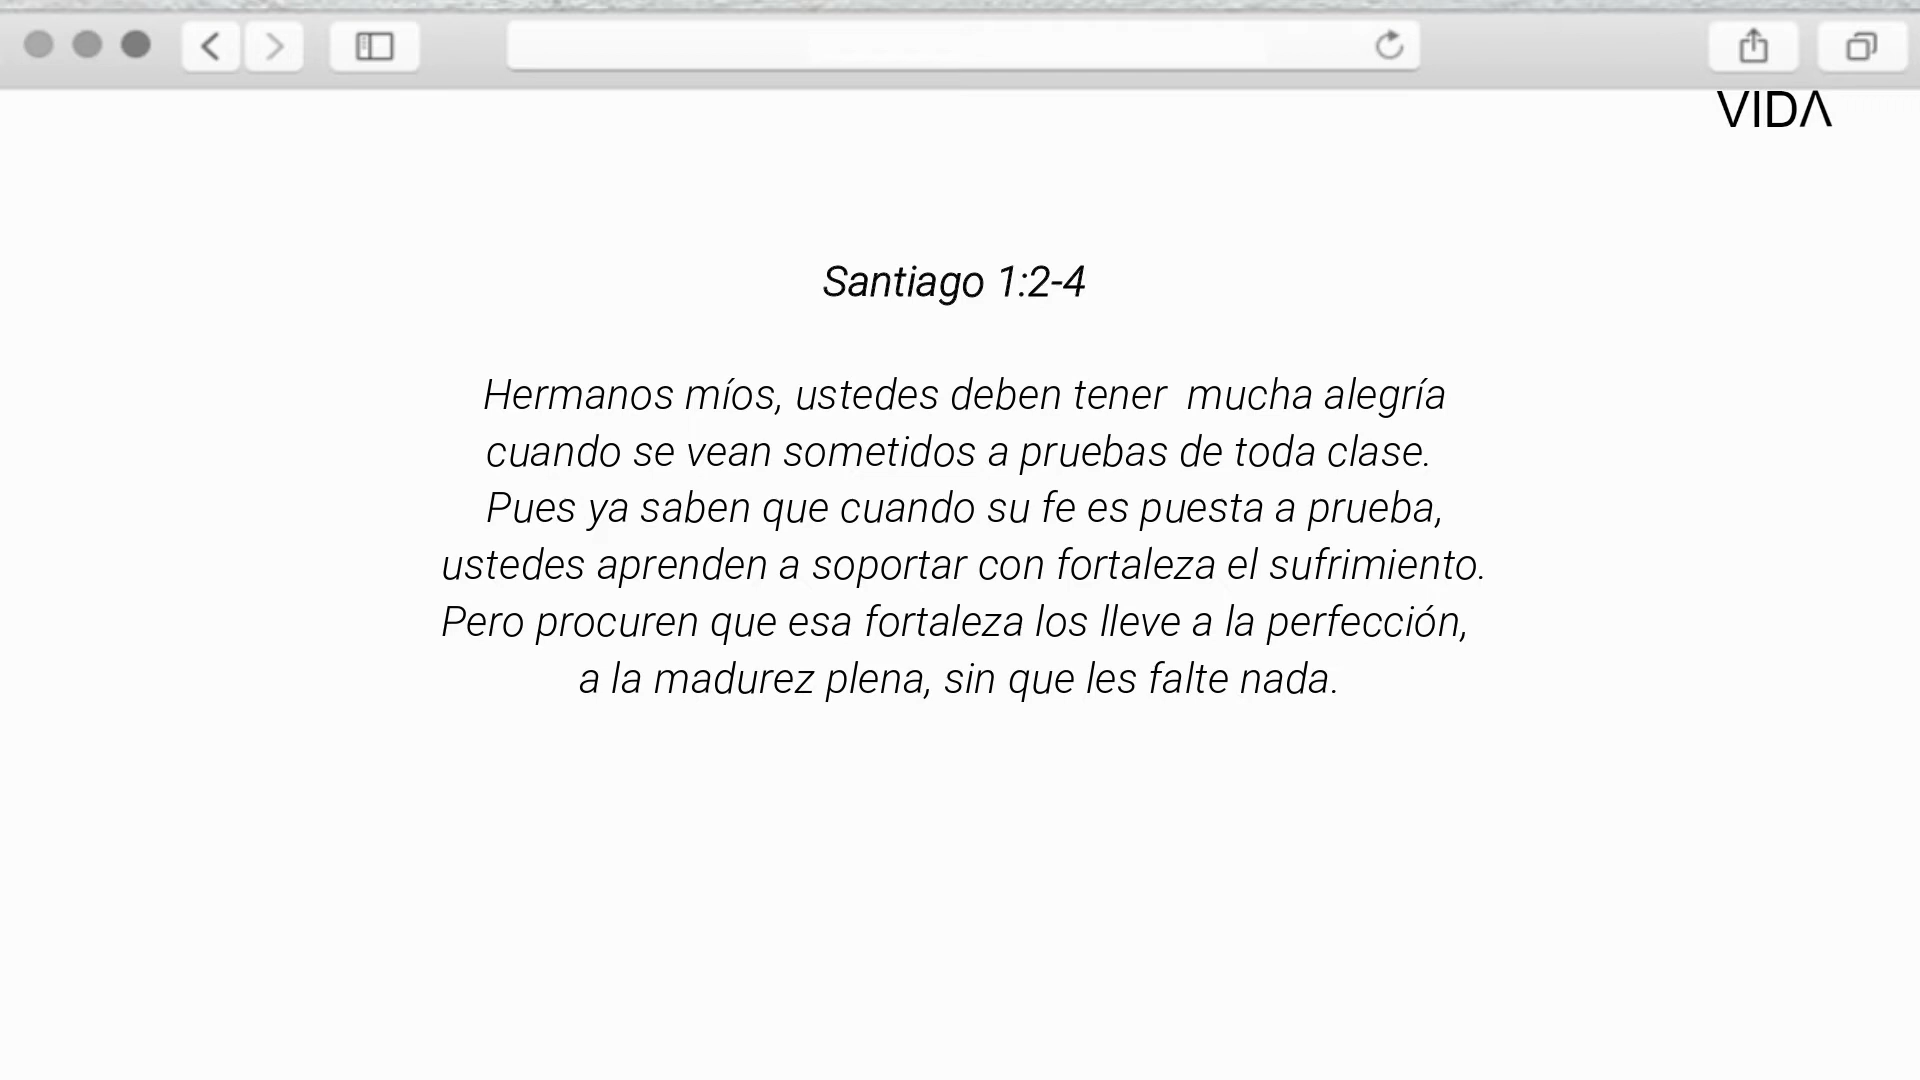 VIDA
Santiago 1:2-4
Hermanos míos, ustedes deben tener  mucha alegría
cuando se vean sometidos a pruebas de toda clase.
Pues ya saben que cuando su fe es puesta a prueba,
ustedes aprenden a soportar con fortaleza el sufrimiento.
Pero procuren que esa fortaleza los lleve a la perfección,
a la madurez plena, sin que les falte nada.